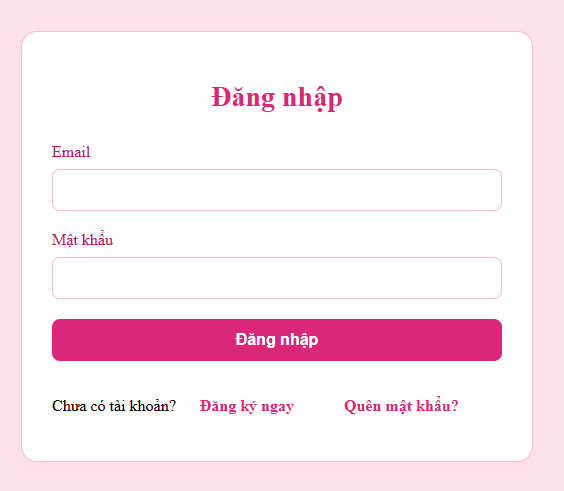 Đăng nhập
Email
Mật khẩu
Đăng nhập
Chưa có tài khoản? Đăng ký ngay Quên mật khẩu?